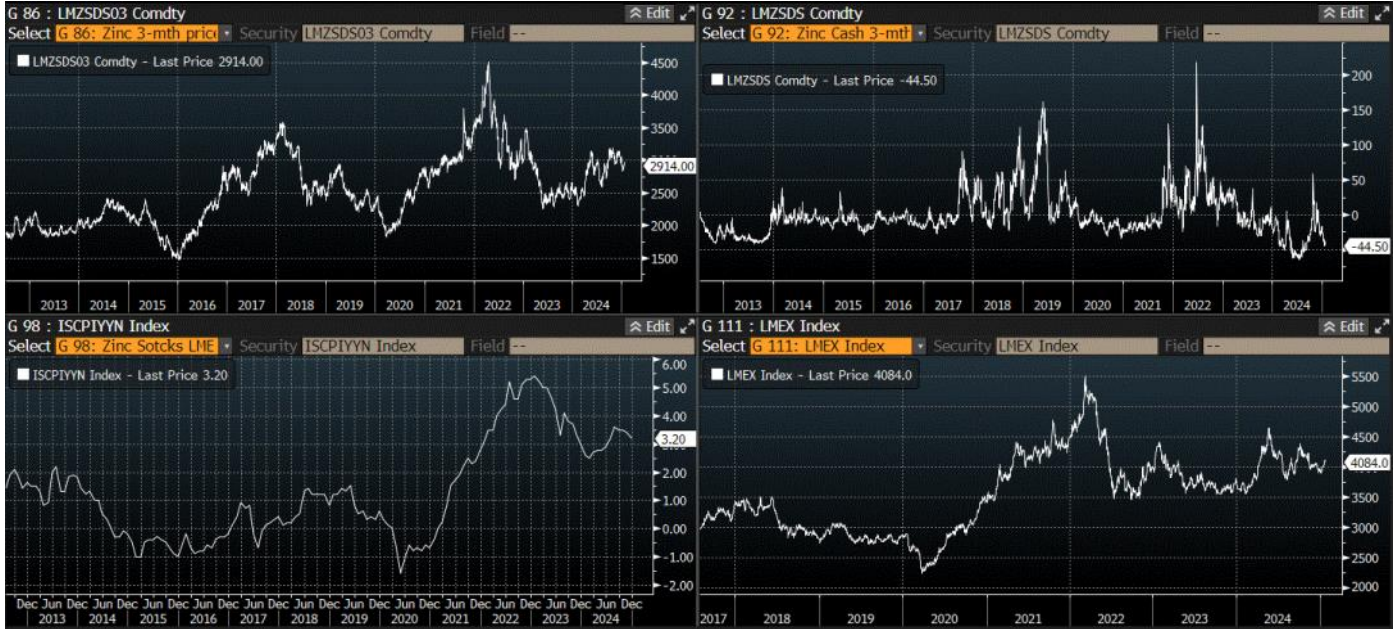 G 86 : LMZSDS03 Comdty
Edit
Select G 86: Zinc 3-mth price Security LMZSDS03 Comdty Field --
LMZSDS03 Comdty - Last Price 2914.00
4500
4000
3500
2914.00
2500
2000
1500
2013 2014 2015 2016 2017 2018 2019 2020 2021 2022 2023 2024
G 92 : LMZSDS Comdty
Edit
Select G 92: Zinc Cash 3-mth Security LMZSDS Comdty Field --
LMZSDS Comdty - Last Price -44.50
200
150
100
50
0
-44.50
2013 2014 2015 2016 2017 2018 2019 2020 2021 2022 2023 2024
G 98 : ISCPIYYN Index
Edit
Select G 98: Zinc Sotcks LME Security ISCPIYYN Index Field --
ISCPIYYN Index - Last Price 3.20
6.00
5.00
4.00
3.20
2.00
1.00
0.00
-1.00
-2.00
Dec Jun Dec Jun Dec Jun Dec Jun Dec Jun Dec Jun Dec Jun Dec Jun Dec Jun Dec Jun Dec Jun Dec Jun Dec
2013 2014 2015 2016 2017 2018 2019 2020 2021 2022 2023 2024
G 111 : LMEX Index
Edit
Select G 111: LMEX Index Security LMEX Index Field --
LMEX Index - Last Price 4084.0
5500
5000
4500
4084.0
3500
3000
2500
2000
2017 2018 2019 2020 2021 2022 2023 2024